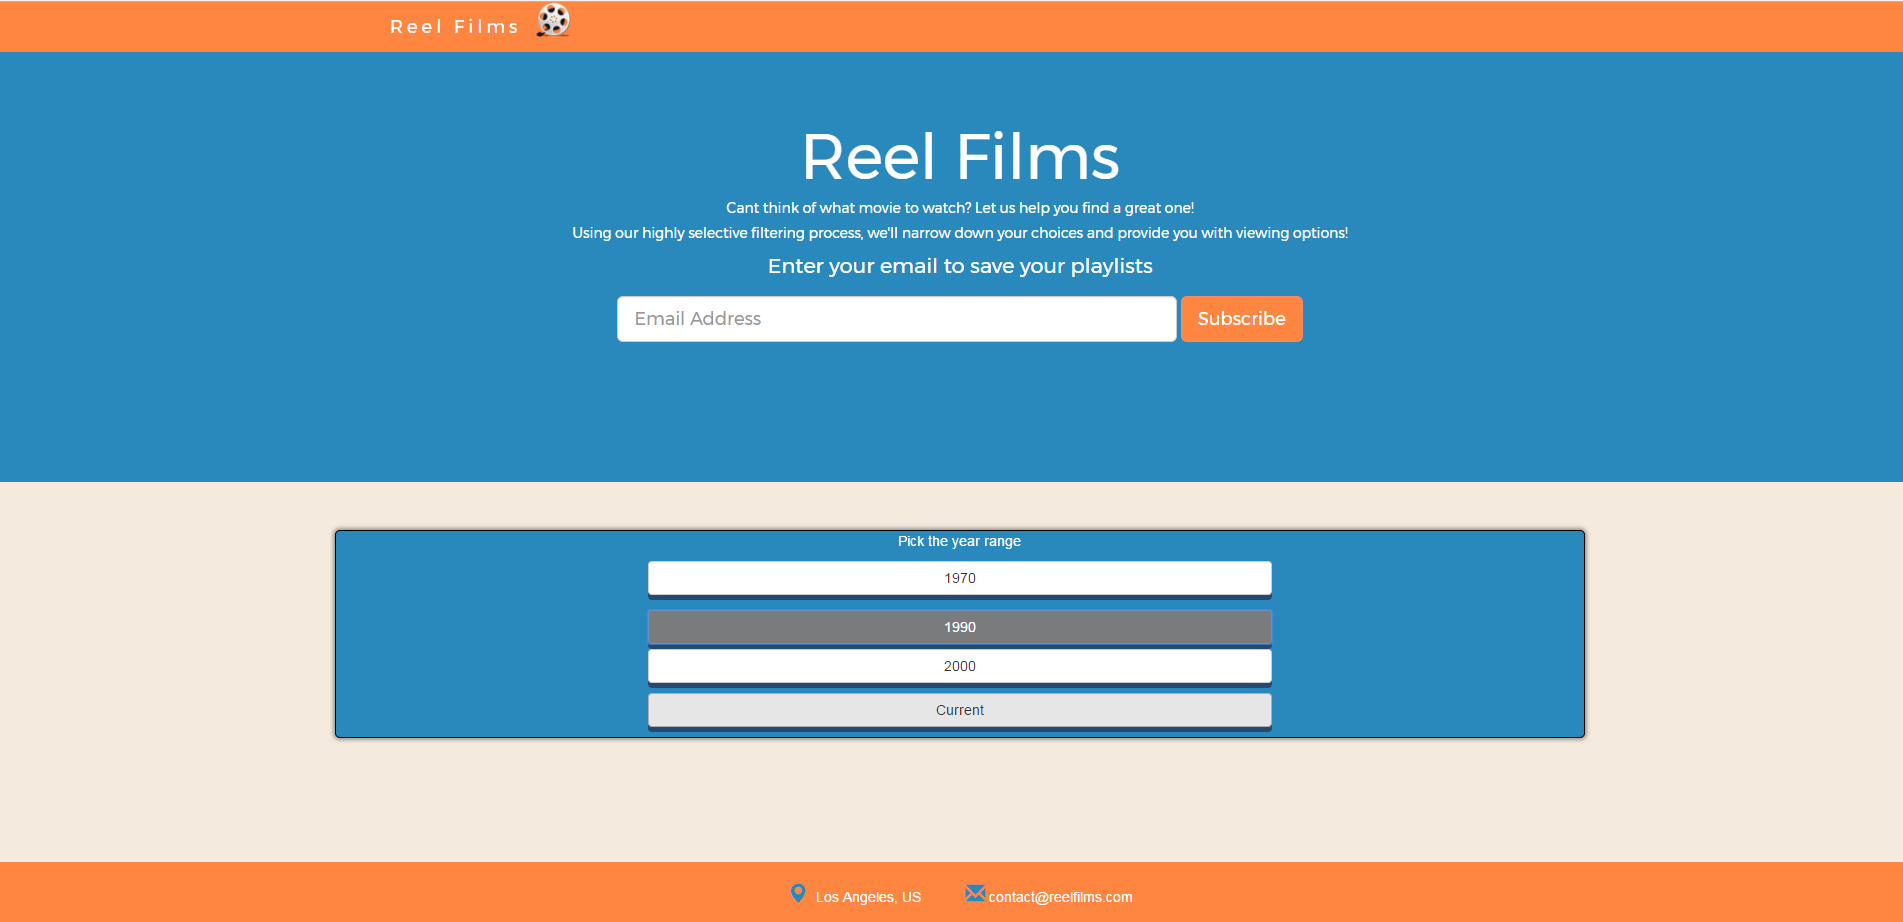 Reel Films
Reel Films
Cant think of what movie to watch? Let us help you find a great one!
Using our highly selective filtering process, we'll narrow down your choices and provide you with viewing options!
Enter your email to save your playlists
Email Address Subscribe
Pick the year range
1970
1990
2000
Current
Los Angeles, US contact@reelfilms.com